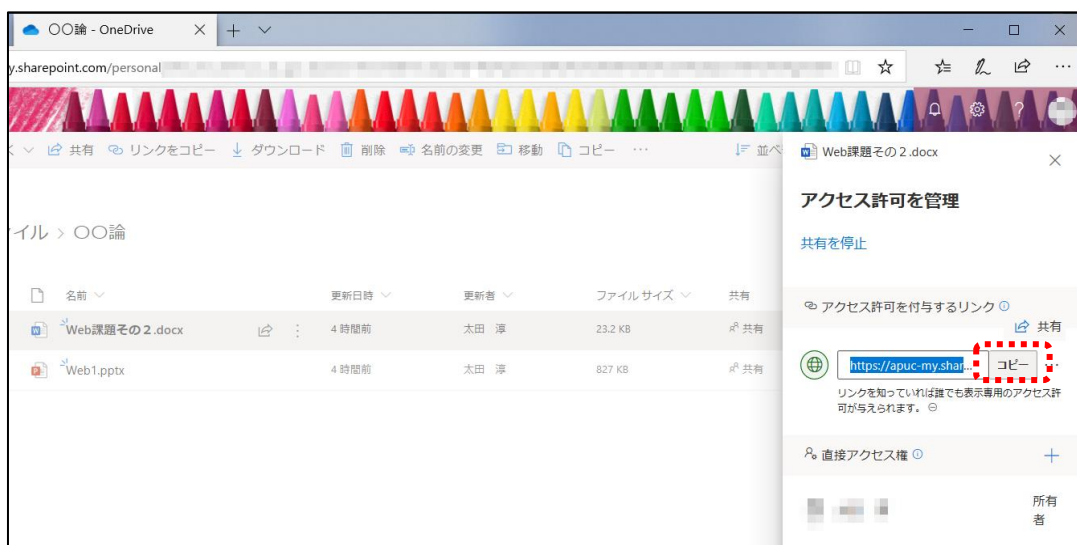 〇〇論 - OneDrive
y.sharepoint.com/personal
共有 リンクをコピー ダウンロード 削除 名前の変更 移動 コピー ··· 並べ
Web課題その２.docx
アクセス許可を管理
共有を停止
イル > 〇〇論
名前 更新日時 更新者 ファイル サイズ 共有
アクセス許可を付与するリンク
共有
Web課題その２.docx 4 時間前 太田 淳 23.2 KB 共有
Web1.pptx 4 時間前 太田 淳 827 KB 共有
https://apuc-my.shar... コピー ···
リンクを知っていれば誰でも表示専用のアクセス許
可が与えられます。
直接アクセス権
所有
者